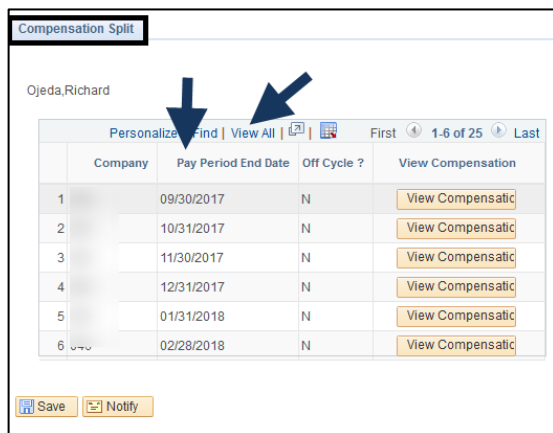 Compensation Split
Ojeda,Richard
Personalize Find | View All | | First 1-6 of 25 Last
Company Pay Period End Date Off Cycle ? View Compensation
1 09/30/2017 N View Compensatic
2 10/31/2017 N View Compensatic
3 11/30/2017 N View Compensatic
4 12/31/2017 N View Compensatic
5 01/31/2018 N View Compensatic
6 02/28/2018 N View Compensatic
Save Notify